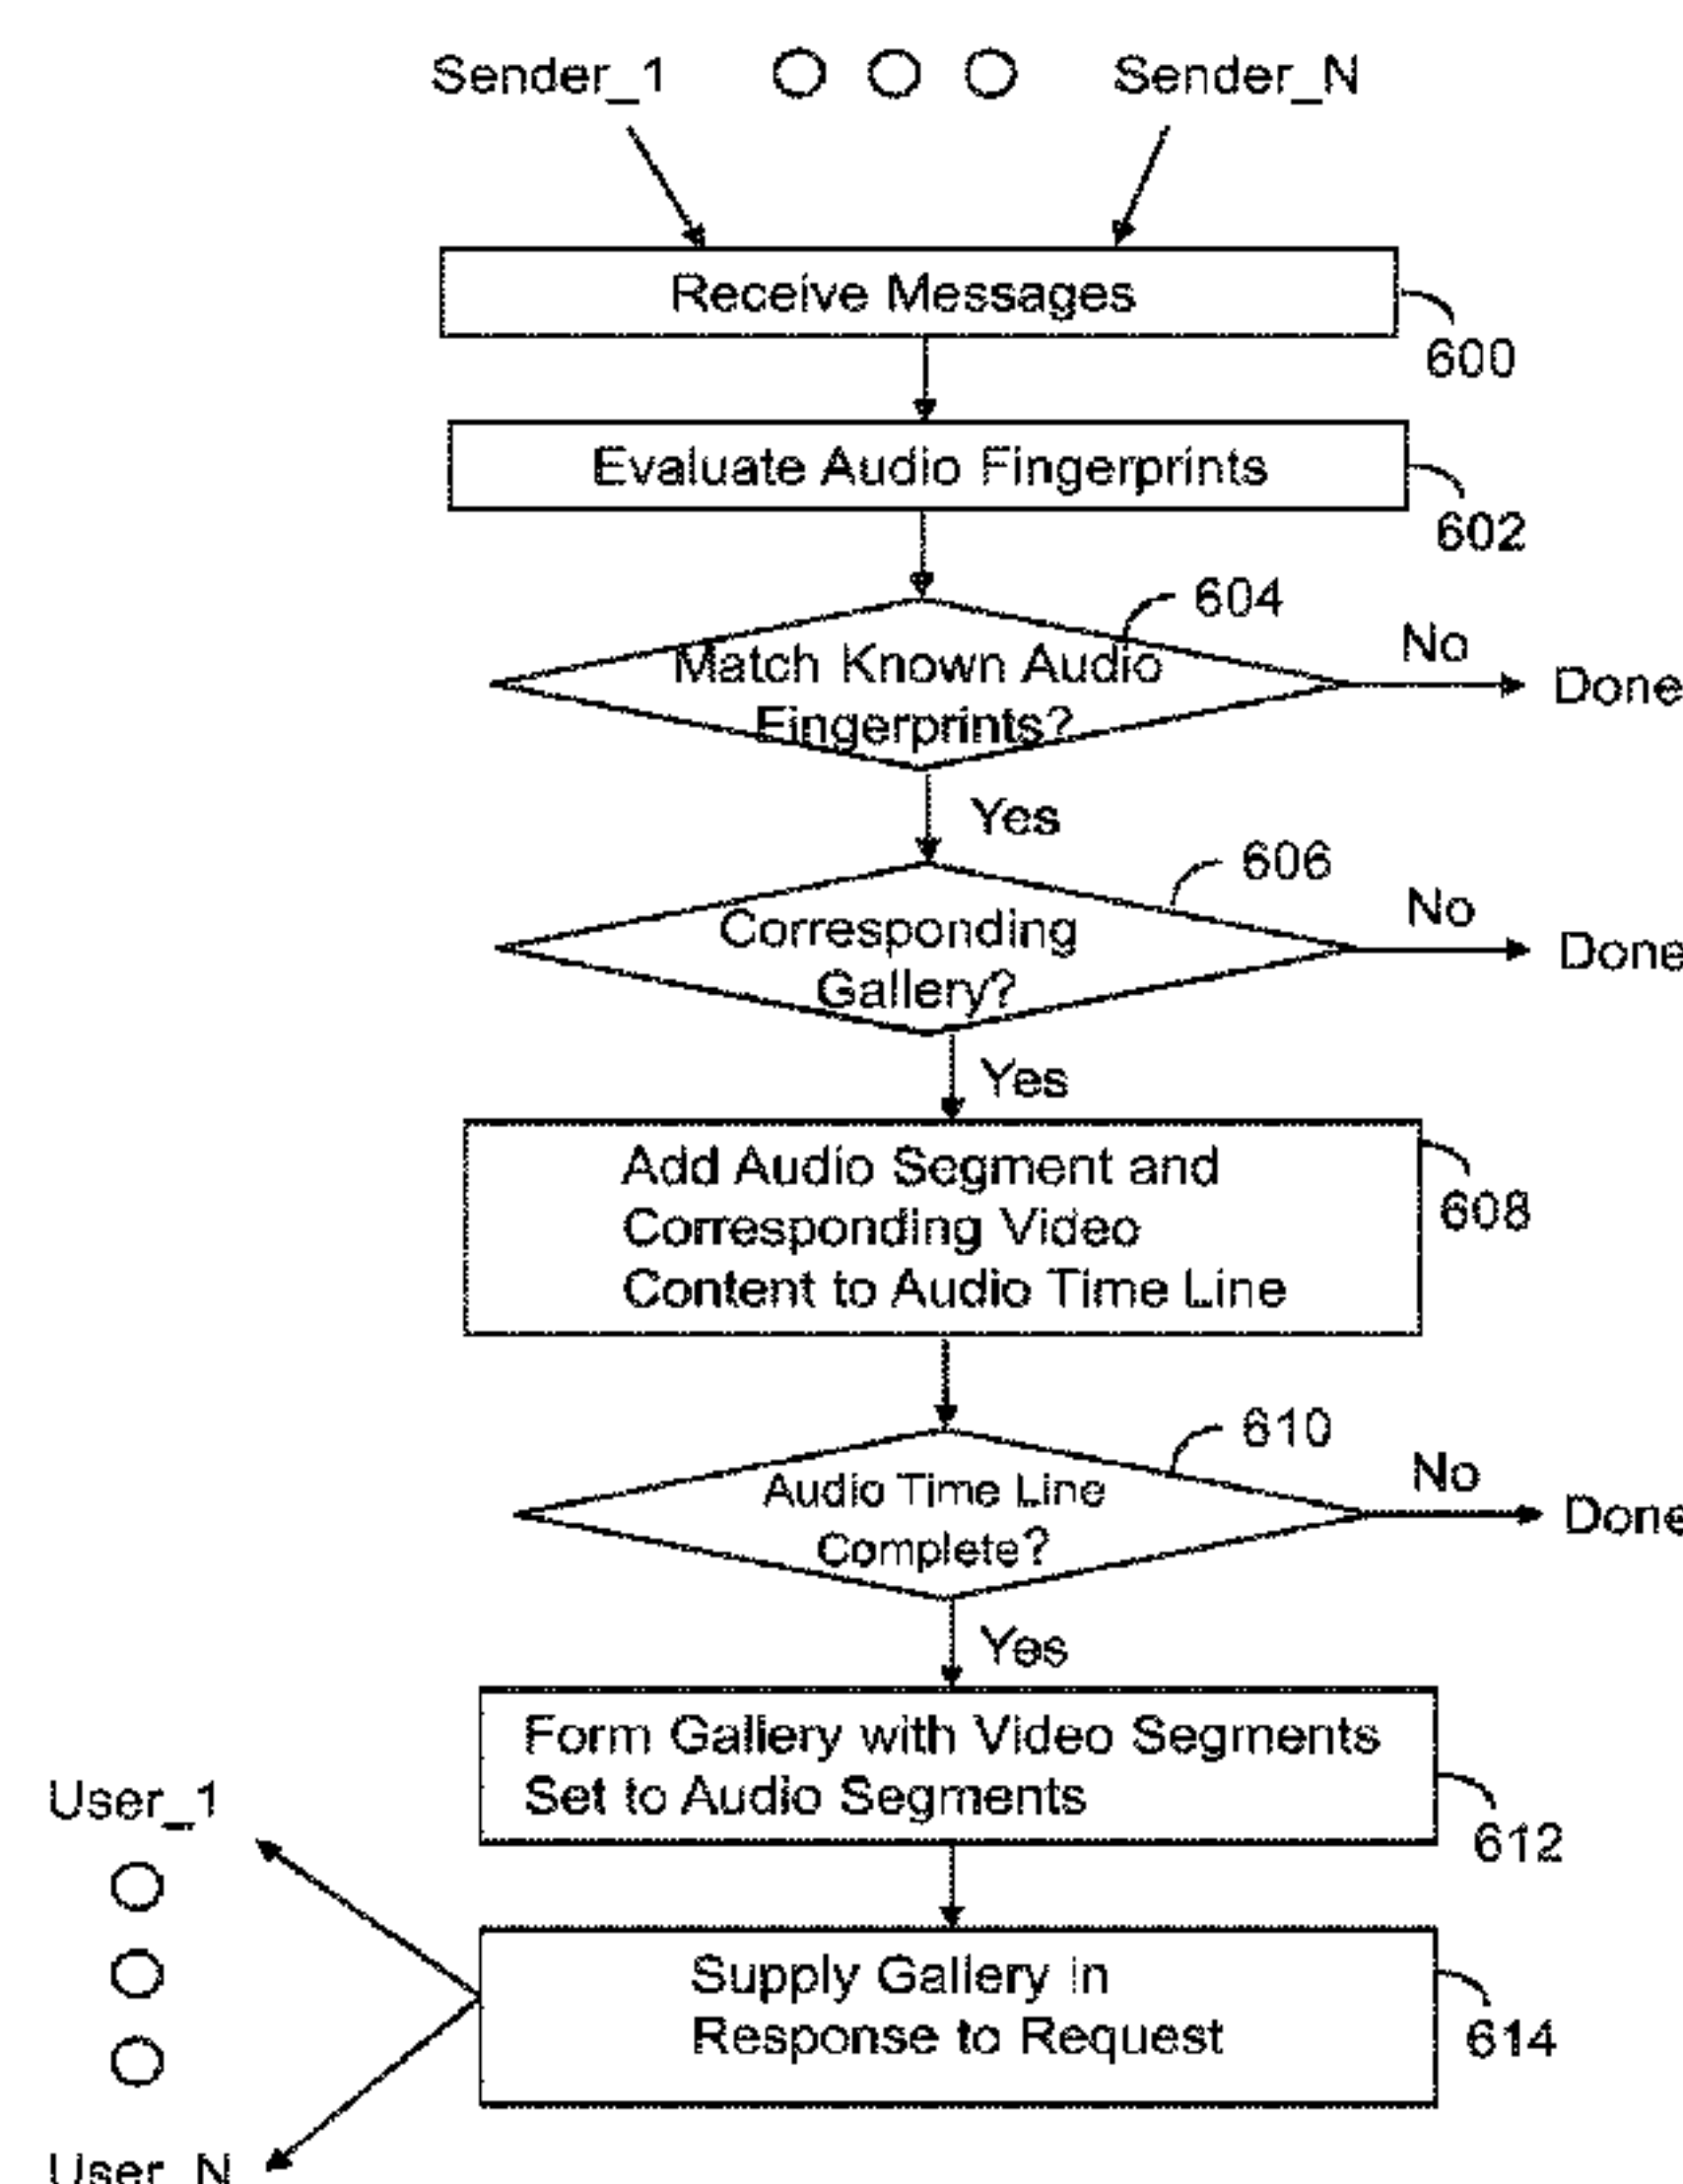 Sender_1
Sender_N
Receive Messages
600
Evaluate Audio Fingerprints
602
604
Match Known Audio
Fingerprints?
No
Done
Yes
606
Corresponding
Gallery?
No
Done
Yes
Add Audio Segment and
Corresponding Video
Content to Audio Time Line
608
610
Audio Time Line
Complete?
No
Done
Yes
Form Gallery with Video Segments
Set to Audio Segments
612
User_1
Supply Gallery in
Response to Request
614
User_N